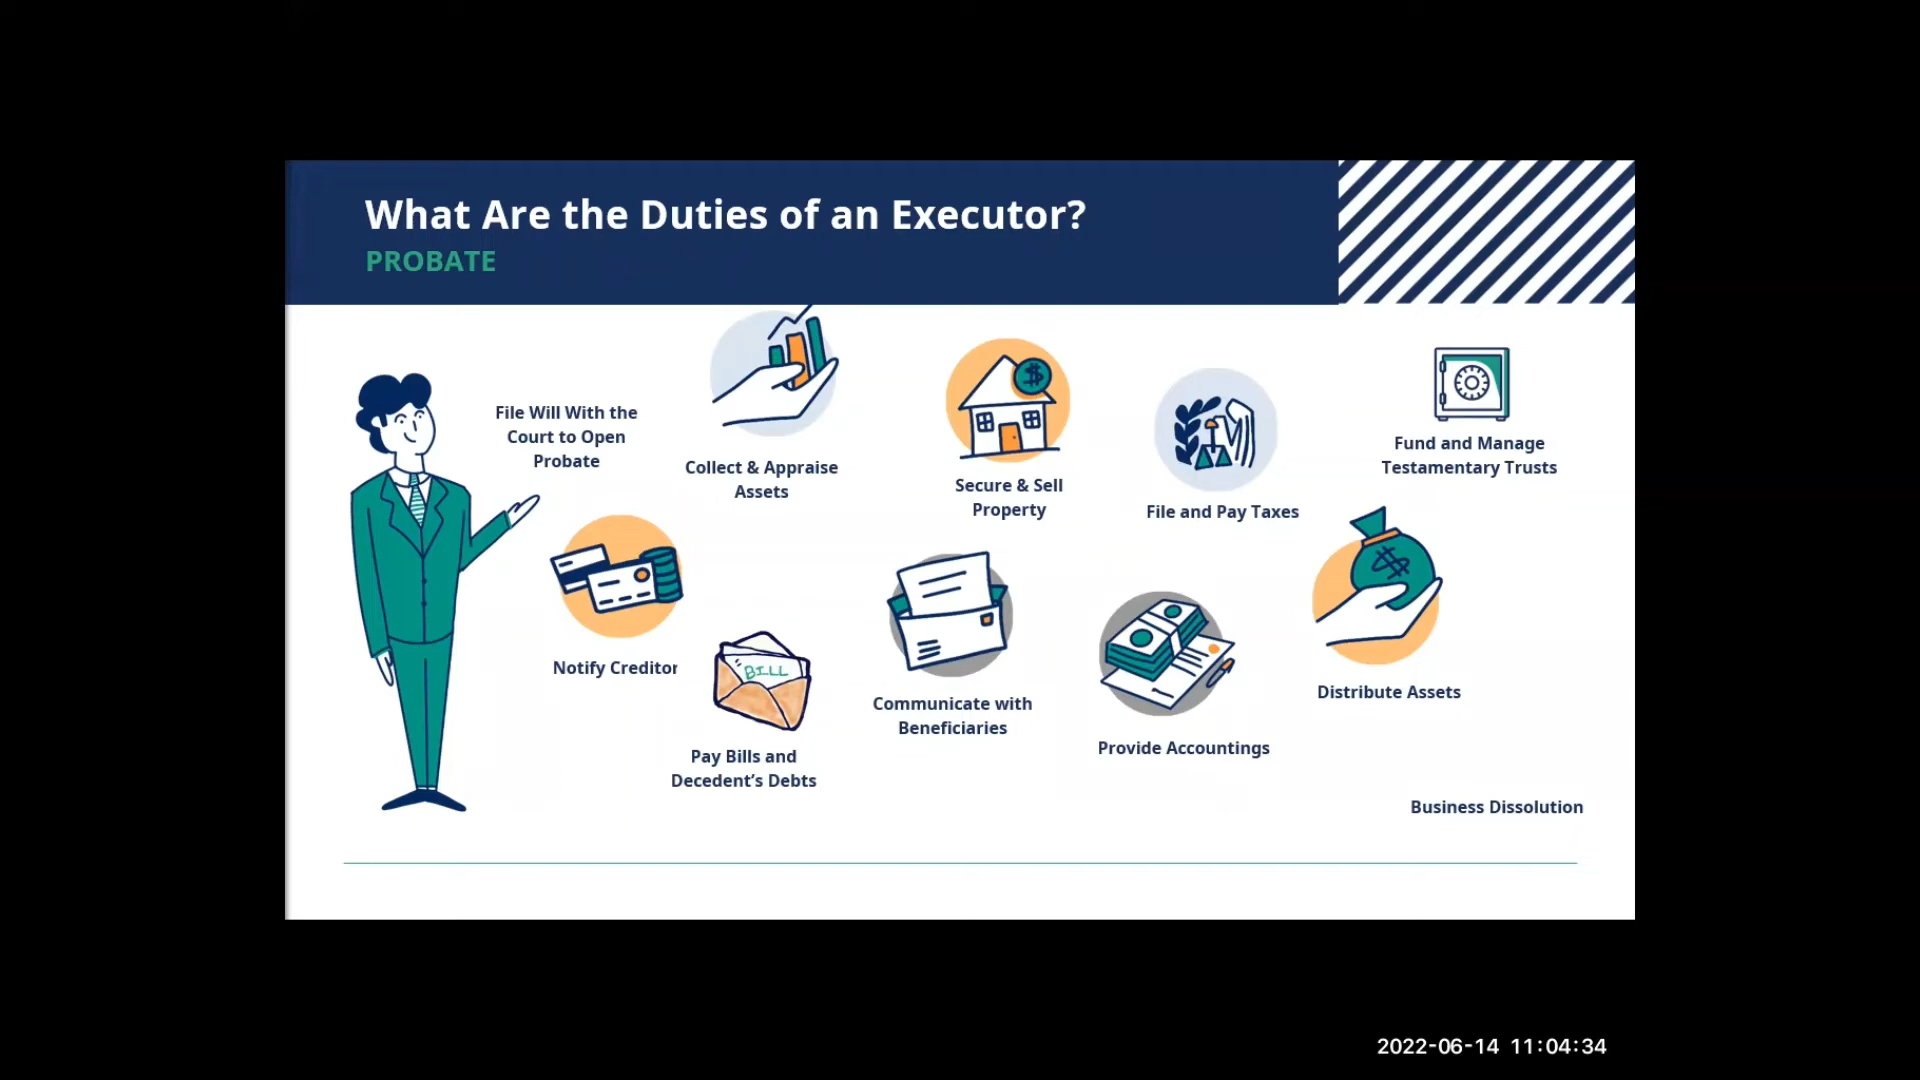 What Are the Duties of an Executor?
PROBATE
File Will With the
Court to Open
Probate
Collect & Appraise
Assets
Secure & Sell
Property
File and Pay Taxes
Fund and Manage
Testamentary Trusts
Notify Creditor
BILL
Pay Bills and
Decedent’s Debts
Communicate with
Beneficiaries
Provide Accountings
Distribute Assets
Business Dissolution
2022-06-14 11:04:34